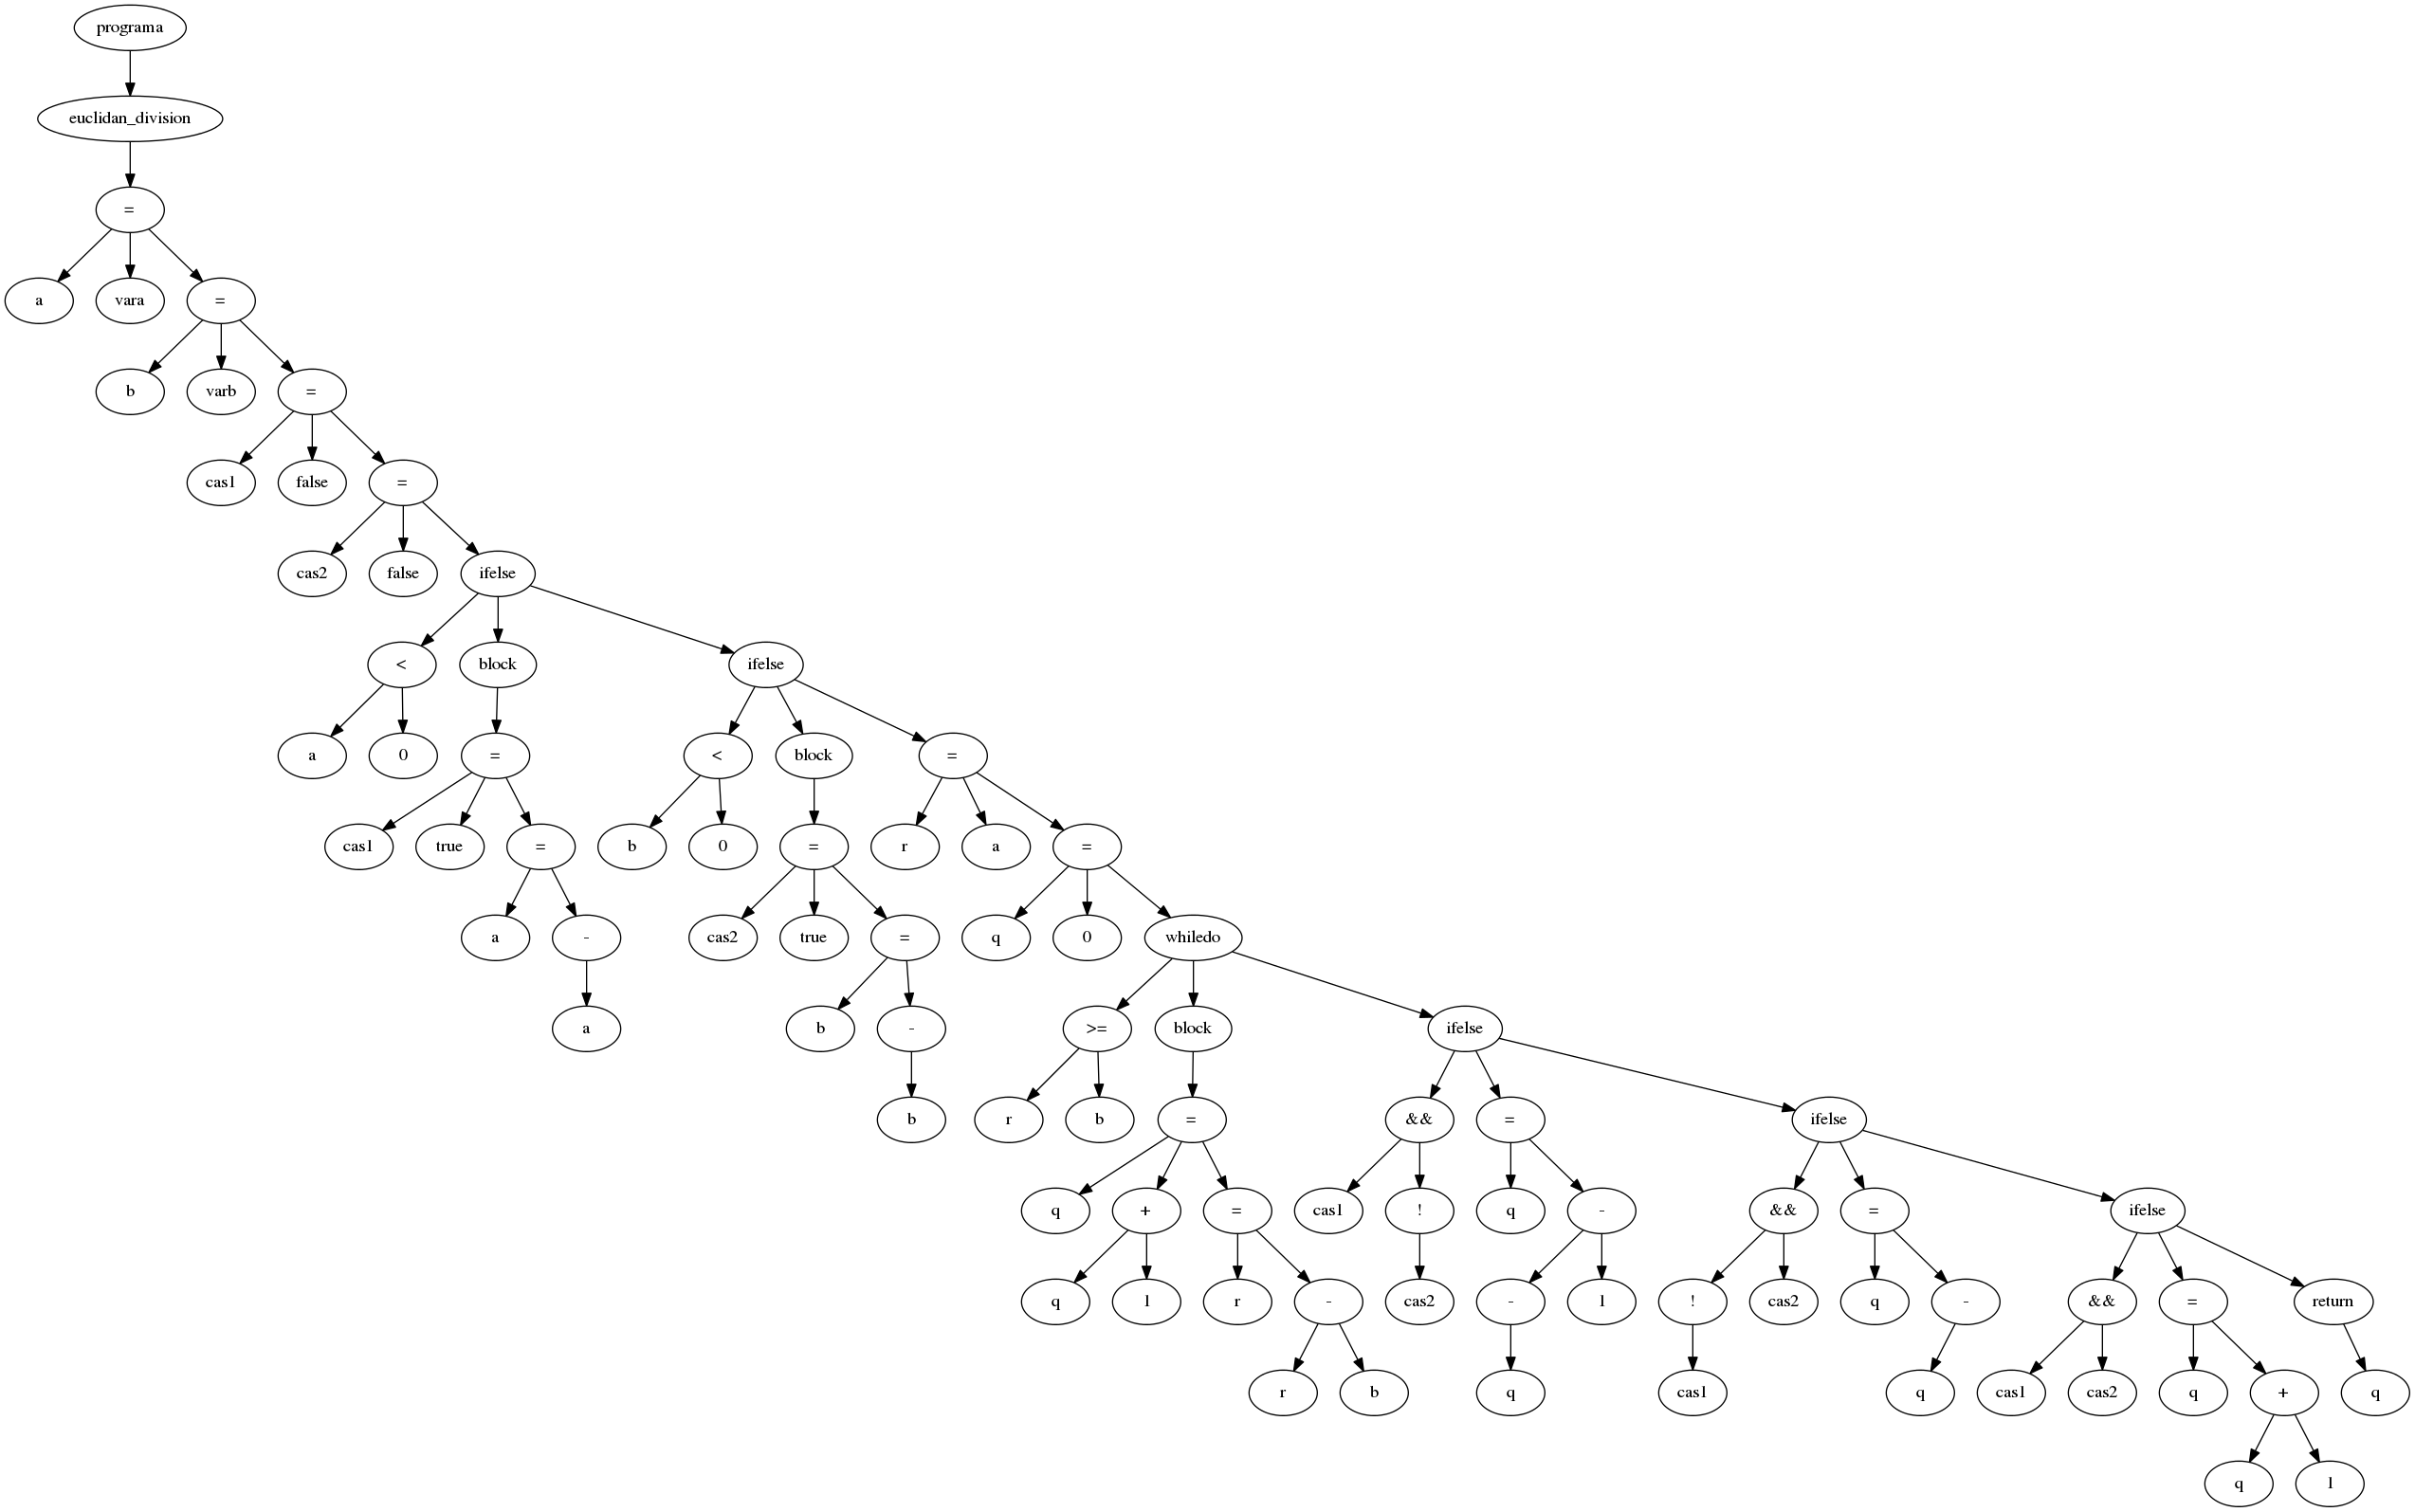 programa
euclidan_division
=
a vara =
b varb =
cas1 false =
cas2 false ifelse
< block ifelse
a 0 = < block =
cas1 true = b 0 = r a =
a - cas2 true = q 0 whiledo
a b - >= block ifelse
b r b = && = ifelse
q + = cas1 ! q - && = ifelse
q 1 r - cas2 - 1 ! cas2 q - && = return
r b q cas1 q cas1 cas2 q + q
q 1